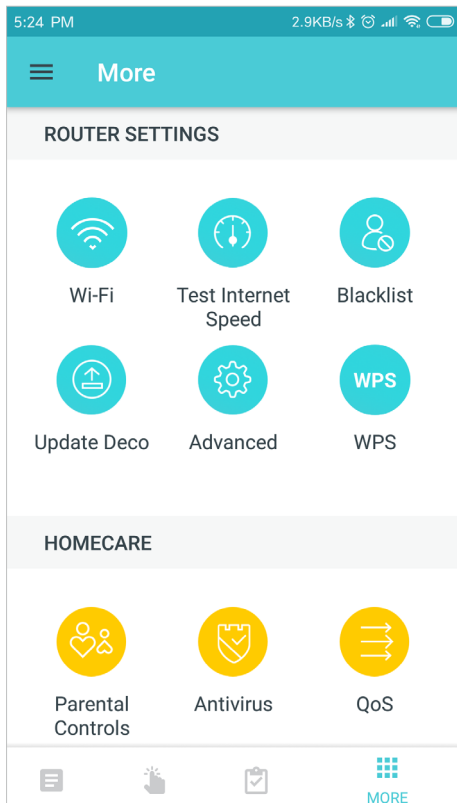 5:24 PM 2.9KB/s
More
ROUTER SETTINGS
Wi-Fi
Test Internet
Speed
Blacklist
Update Deco
Advanced
WPS
WPS
HOMECARE
Parental
Controls
Antivirus
QoS
MORE